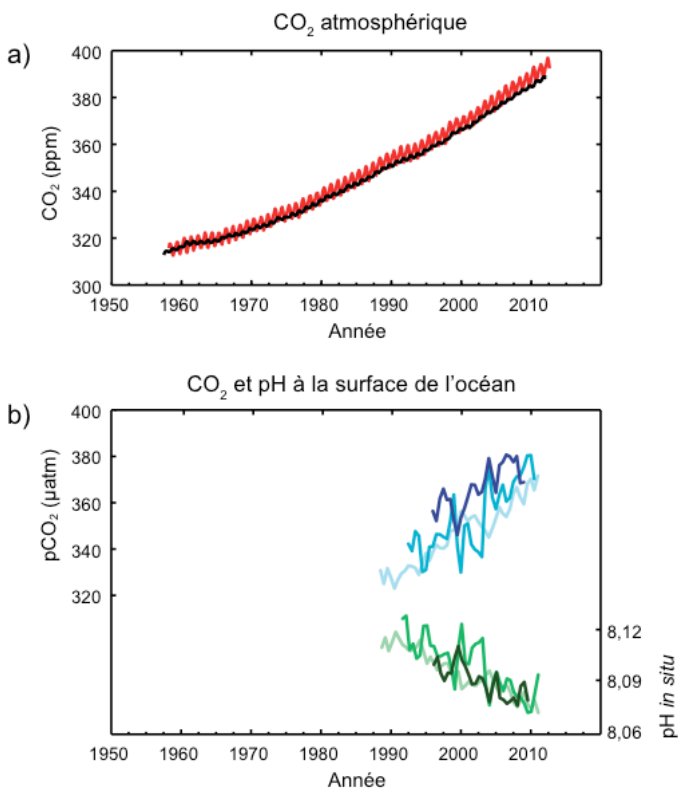 CO₂ atmosphérique
a)
400
380
360
340
320
300
CO₂ (ppm)
1950 1960 1970 1980 1990 2000 2010
Année
CO₂ et pH à la surface de l'océan
b)
400
380
360
340
320
pCO₂ (µatm)
8,12
8,09
8,06
pH in situ
1950 1960 1970 1980 1990 2000 2010
Année